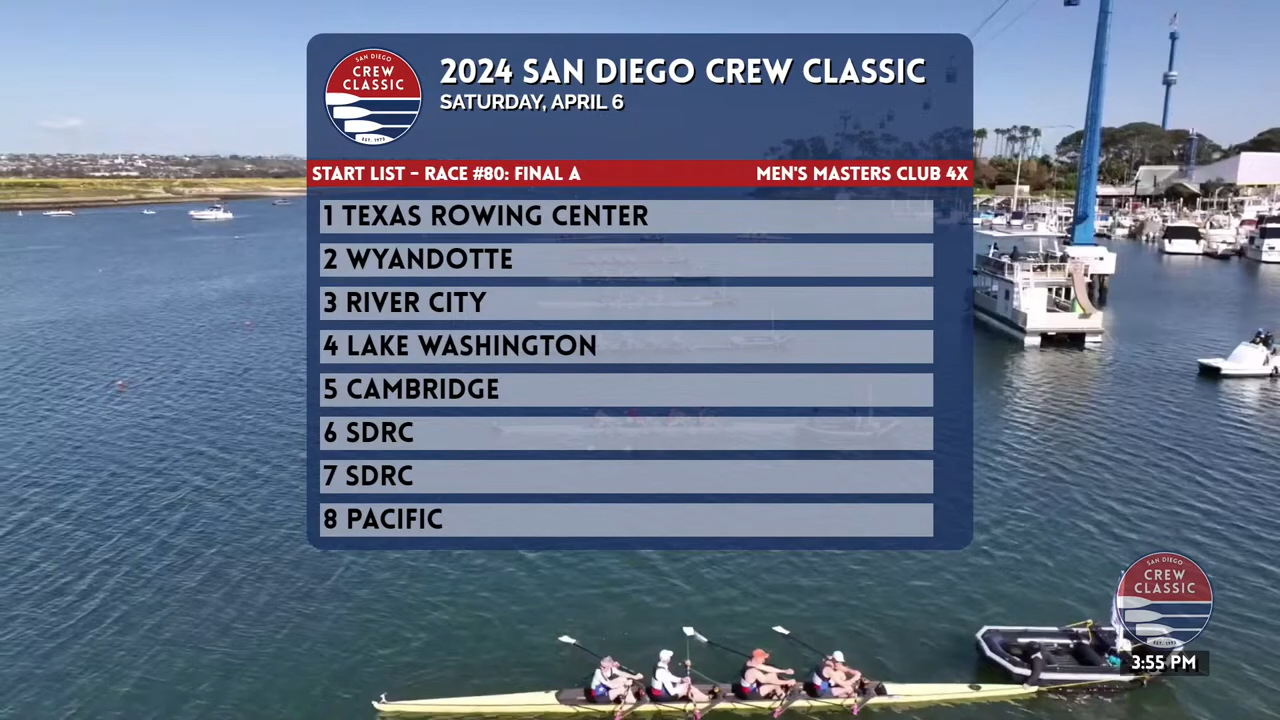 SAN DIEGO
CREW
CLASSIC
EST. 1973
2024 SAN DIEGO CREW CLASSIC
SATURDAY, APRIL 6
START LIST - RACE #80: FINAL A
MEN'S MASTERS CLUB 4X
1 TEXAS ROWING CENTER
2 WYANDOTTE
3 RIVER CITY
4 LAKE WASHINGTON
5 CAMBRIDGE
6 SDRC
7 SDRC
8 PACIFIC
SAN DIEGO
CREW
CLASSIC
EST. 1973
3:55 PM